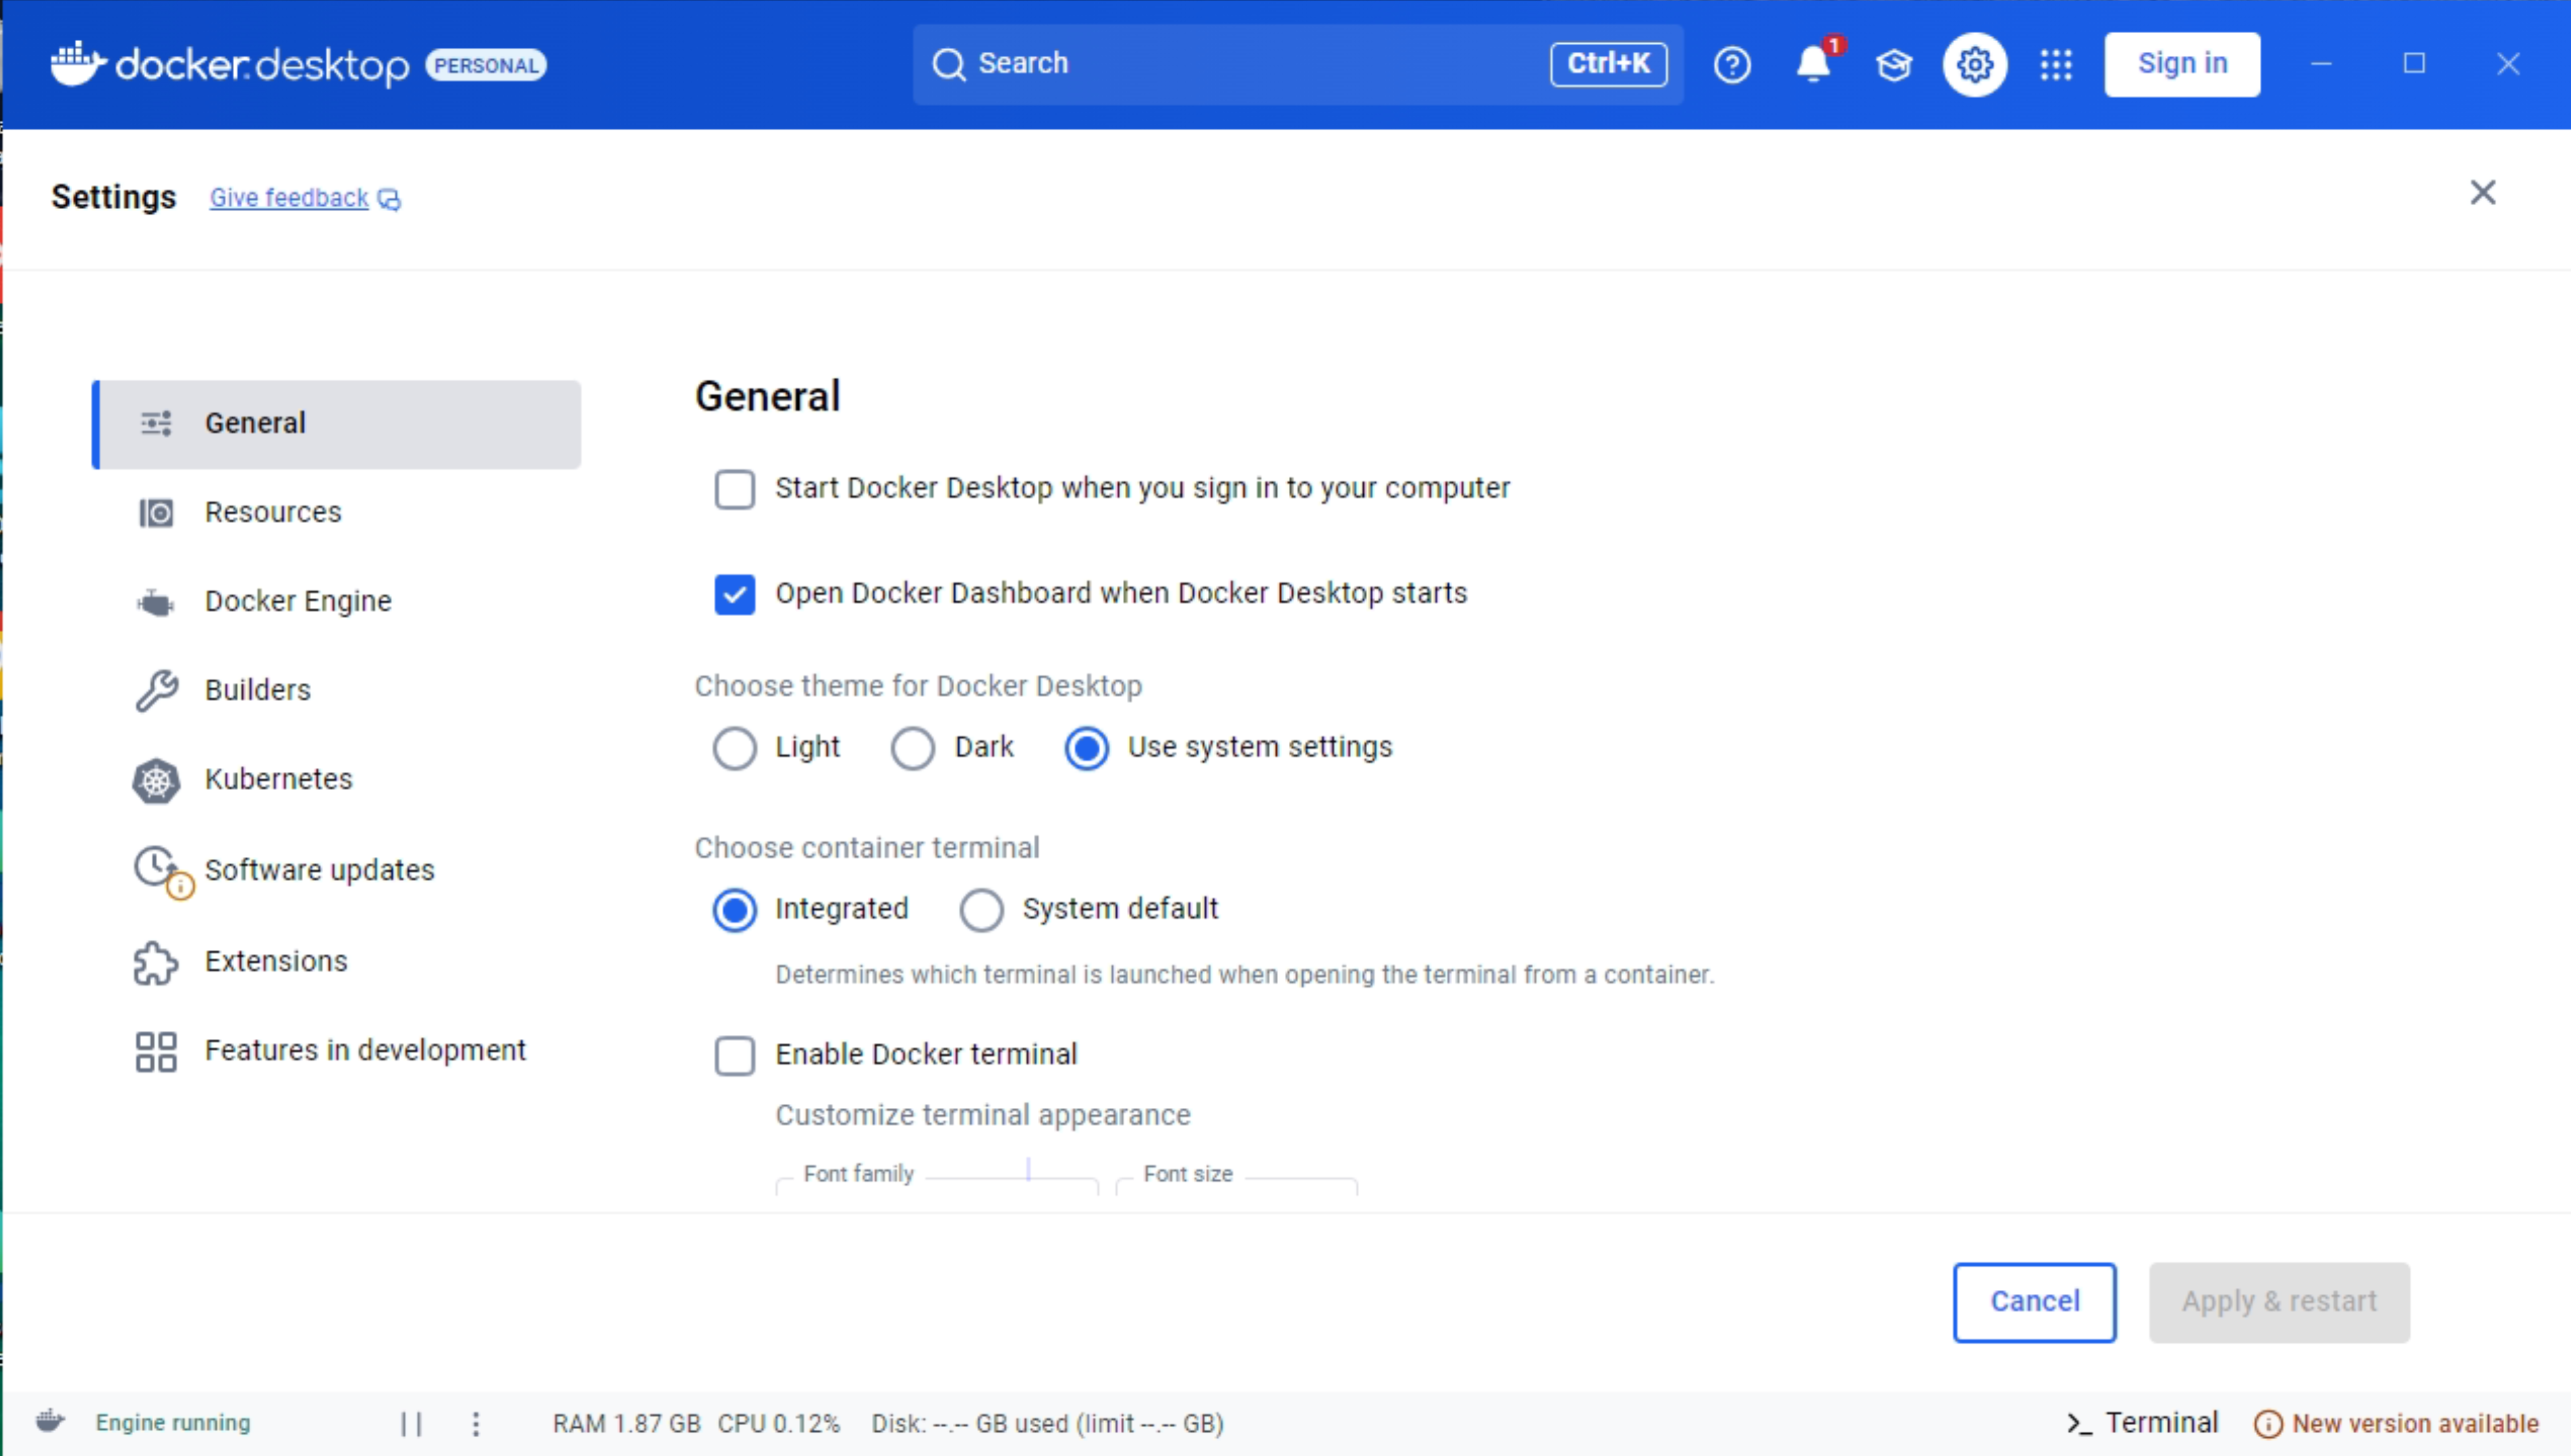 docker desktop PERSONAL
Search Ctrl+K
1
Sign in
Settings Give feedback
General
Resources
Docker Engine
Builders
Kubernetes
Software updates
Extensions
Features in development
General
Start Docker Desktop when you sign in to your computer
Open Docker Dashboard when Docker Desktop starts
Choose theme for Docker Desktop
Light Dark Use system settings
Choose container terminal
Integrated System default
Determines which terminal is launched when opening the terminal from a container.
Enable Docker terminal
Customize terminal appearance
Font family Font size
Cancel Apply & restart
Engine running RAM 1.87 GB CPU 0.12% Disk: --.-- GB used (limit --.-- GB) Terminal New version available